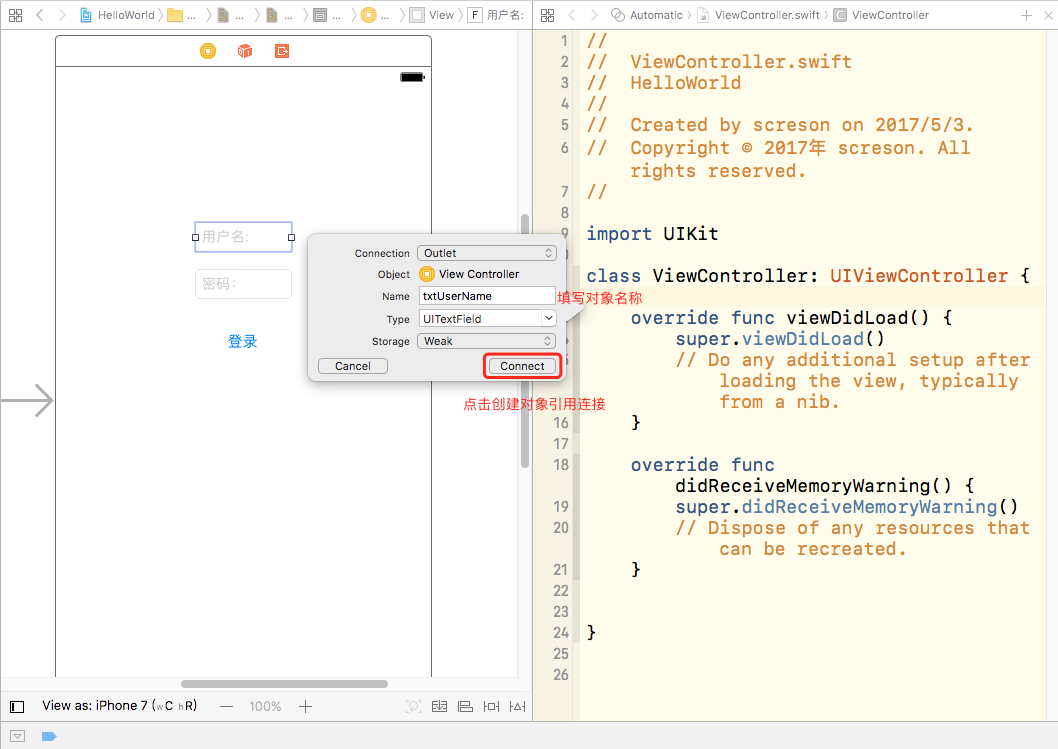 HelloWorld ... ... ... ... ... View F 用户名:
Automatic ViewController.swift C ViewController
用户名:
密码:
登录
Connection Outlet
Object View Controller
Name txtUserName
填写对象名称
Type UITextField
Storage Weak
Cancel Connect
点击创建对象引用连接
1 //
2 // ViewController.swift
3 // HelloWorld
4 //
5 // Created by screson on 2017/5/3.
6 // Copyright © 2017年 screson. All
rights reserved.
7 //
8
9 import UIKit
class ViewController: UIViewController {
override func viewDidLoad() {
super.viewDidLoad()
// Do any additional setup after
loading the view, typically
from a nib.
16 }
17
18 override func
didReceiveMemoryWarning() {
19 super.didReceiveMemoryWarning()
20 // Dispose of any resources that
can be recreated.
21 }
22
23
24 }
25
26
View as: iPhone 7 (wC hR) — 100% +